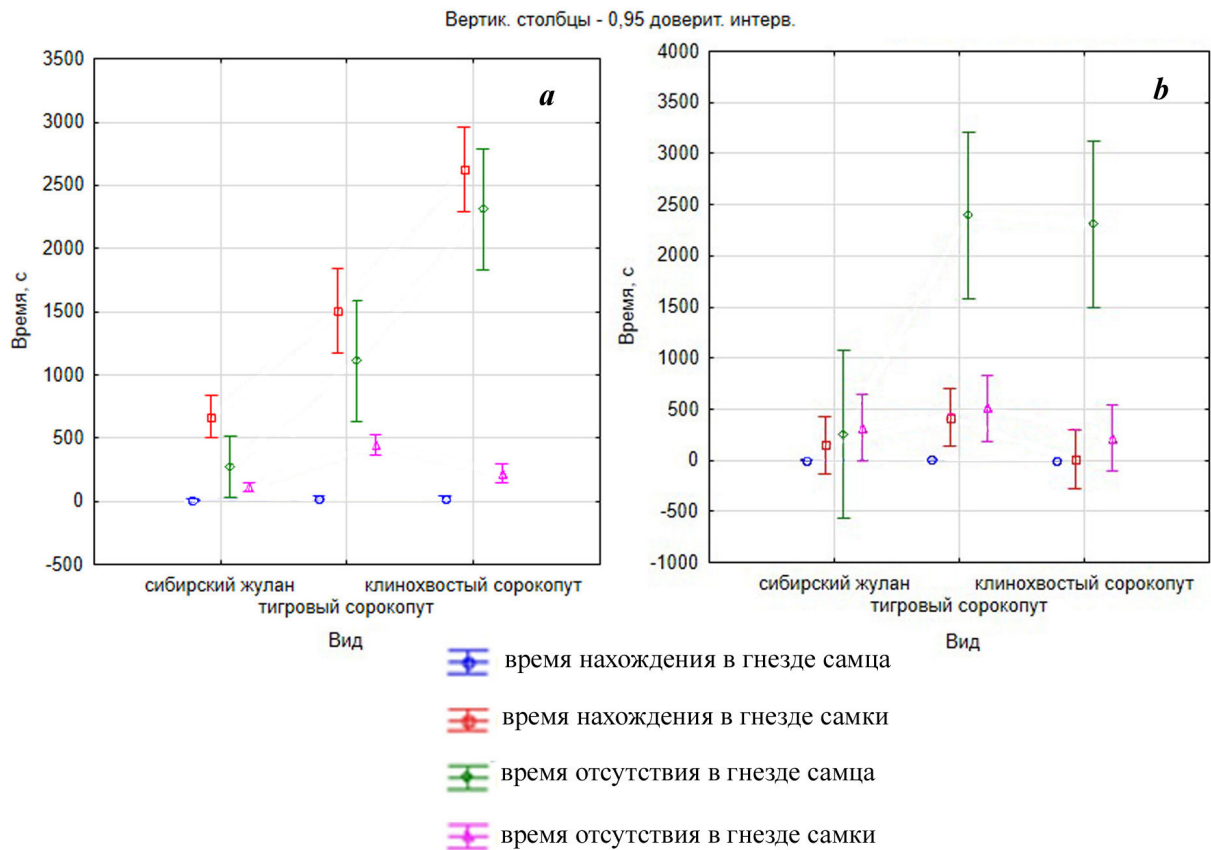 Вертик. столбцы - 0,95 доверит. интерв.
a
3500
3000
2500
2000
1500
1000
500
0
-500
Время, с
сибирский жулан
клинохвостый сорокопут
тигровый сорокопут
Вид
b
4000
3500
3000
2500
2000
1500
1000
500
0
-500
-1000
Время, с
сибирский жулан
клинохвостый сорокопут
тигровый сорокопут
Вид
время нахождения в гнезде самца
время нахождения в гнезде самки
время отсутствия в гнезде самца
время отсутствия в гнезде самки